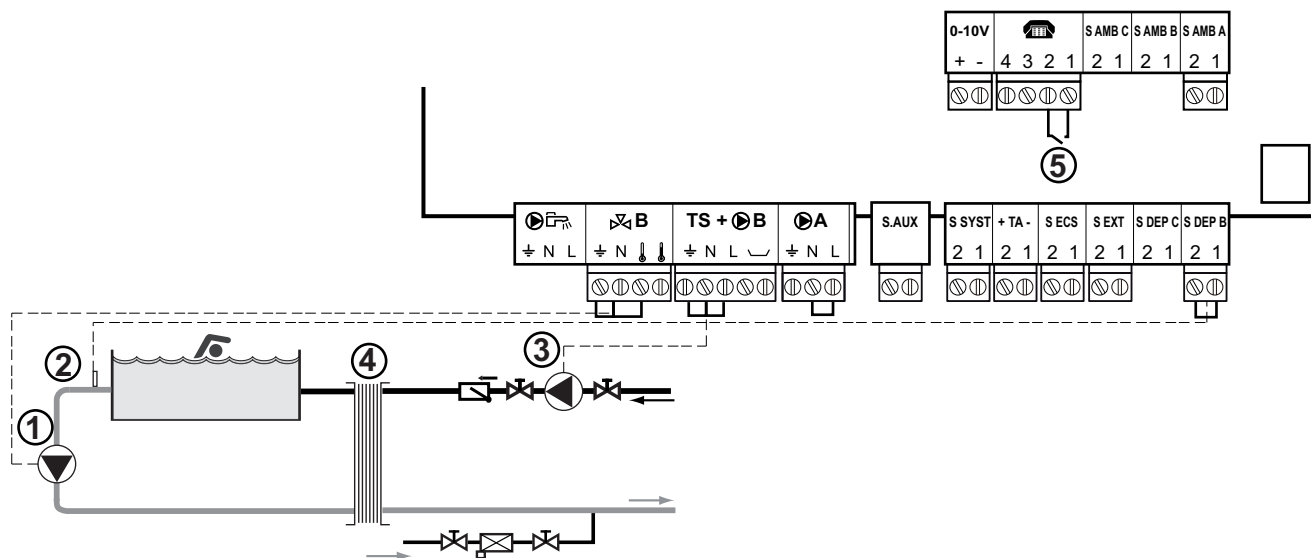 0-10V S AMB C S AMB B S AMB A
+ - 4 3 2 1 2 1 2 1 2 1
5
B TS + B A S.AUX S SYST + TA - S ECS S EXT S DEP C S DEP B
N L N N L N L 2 1 2 1 2 1 2 1 2 1 2 1
2
4
3
1